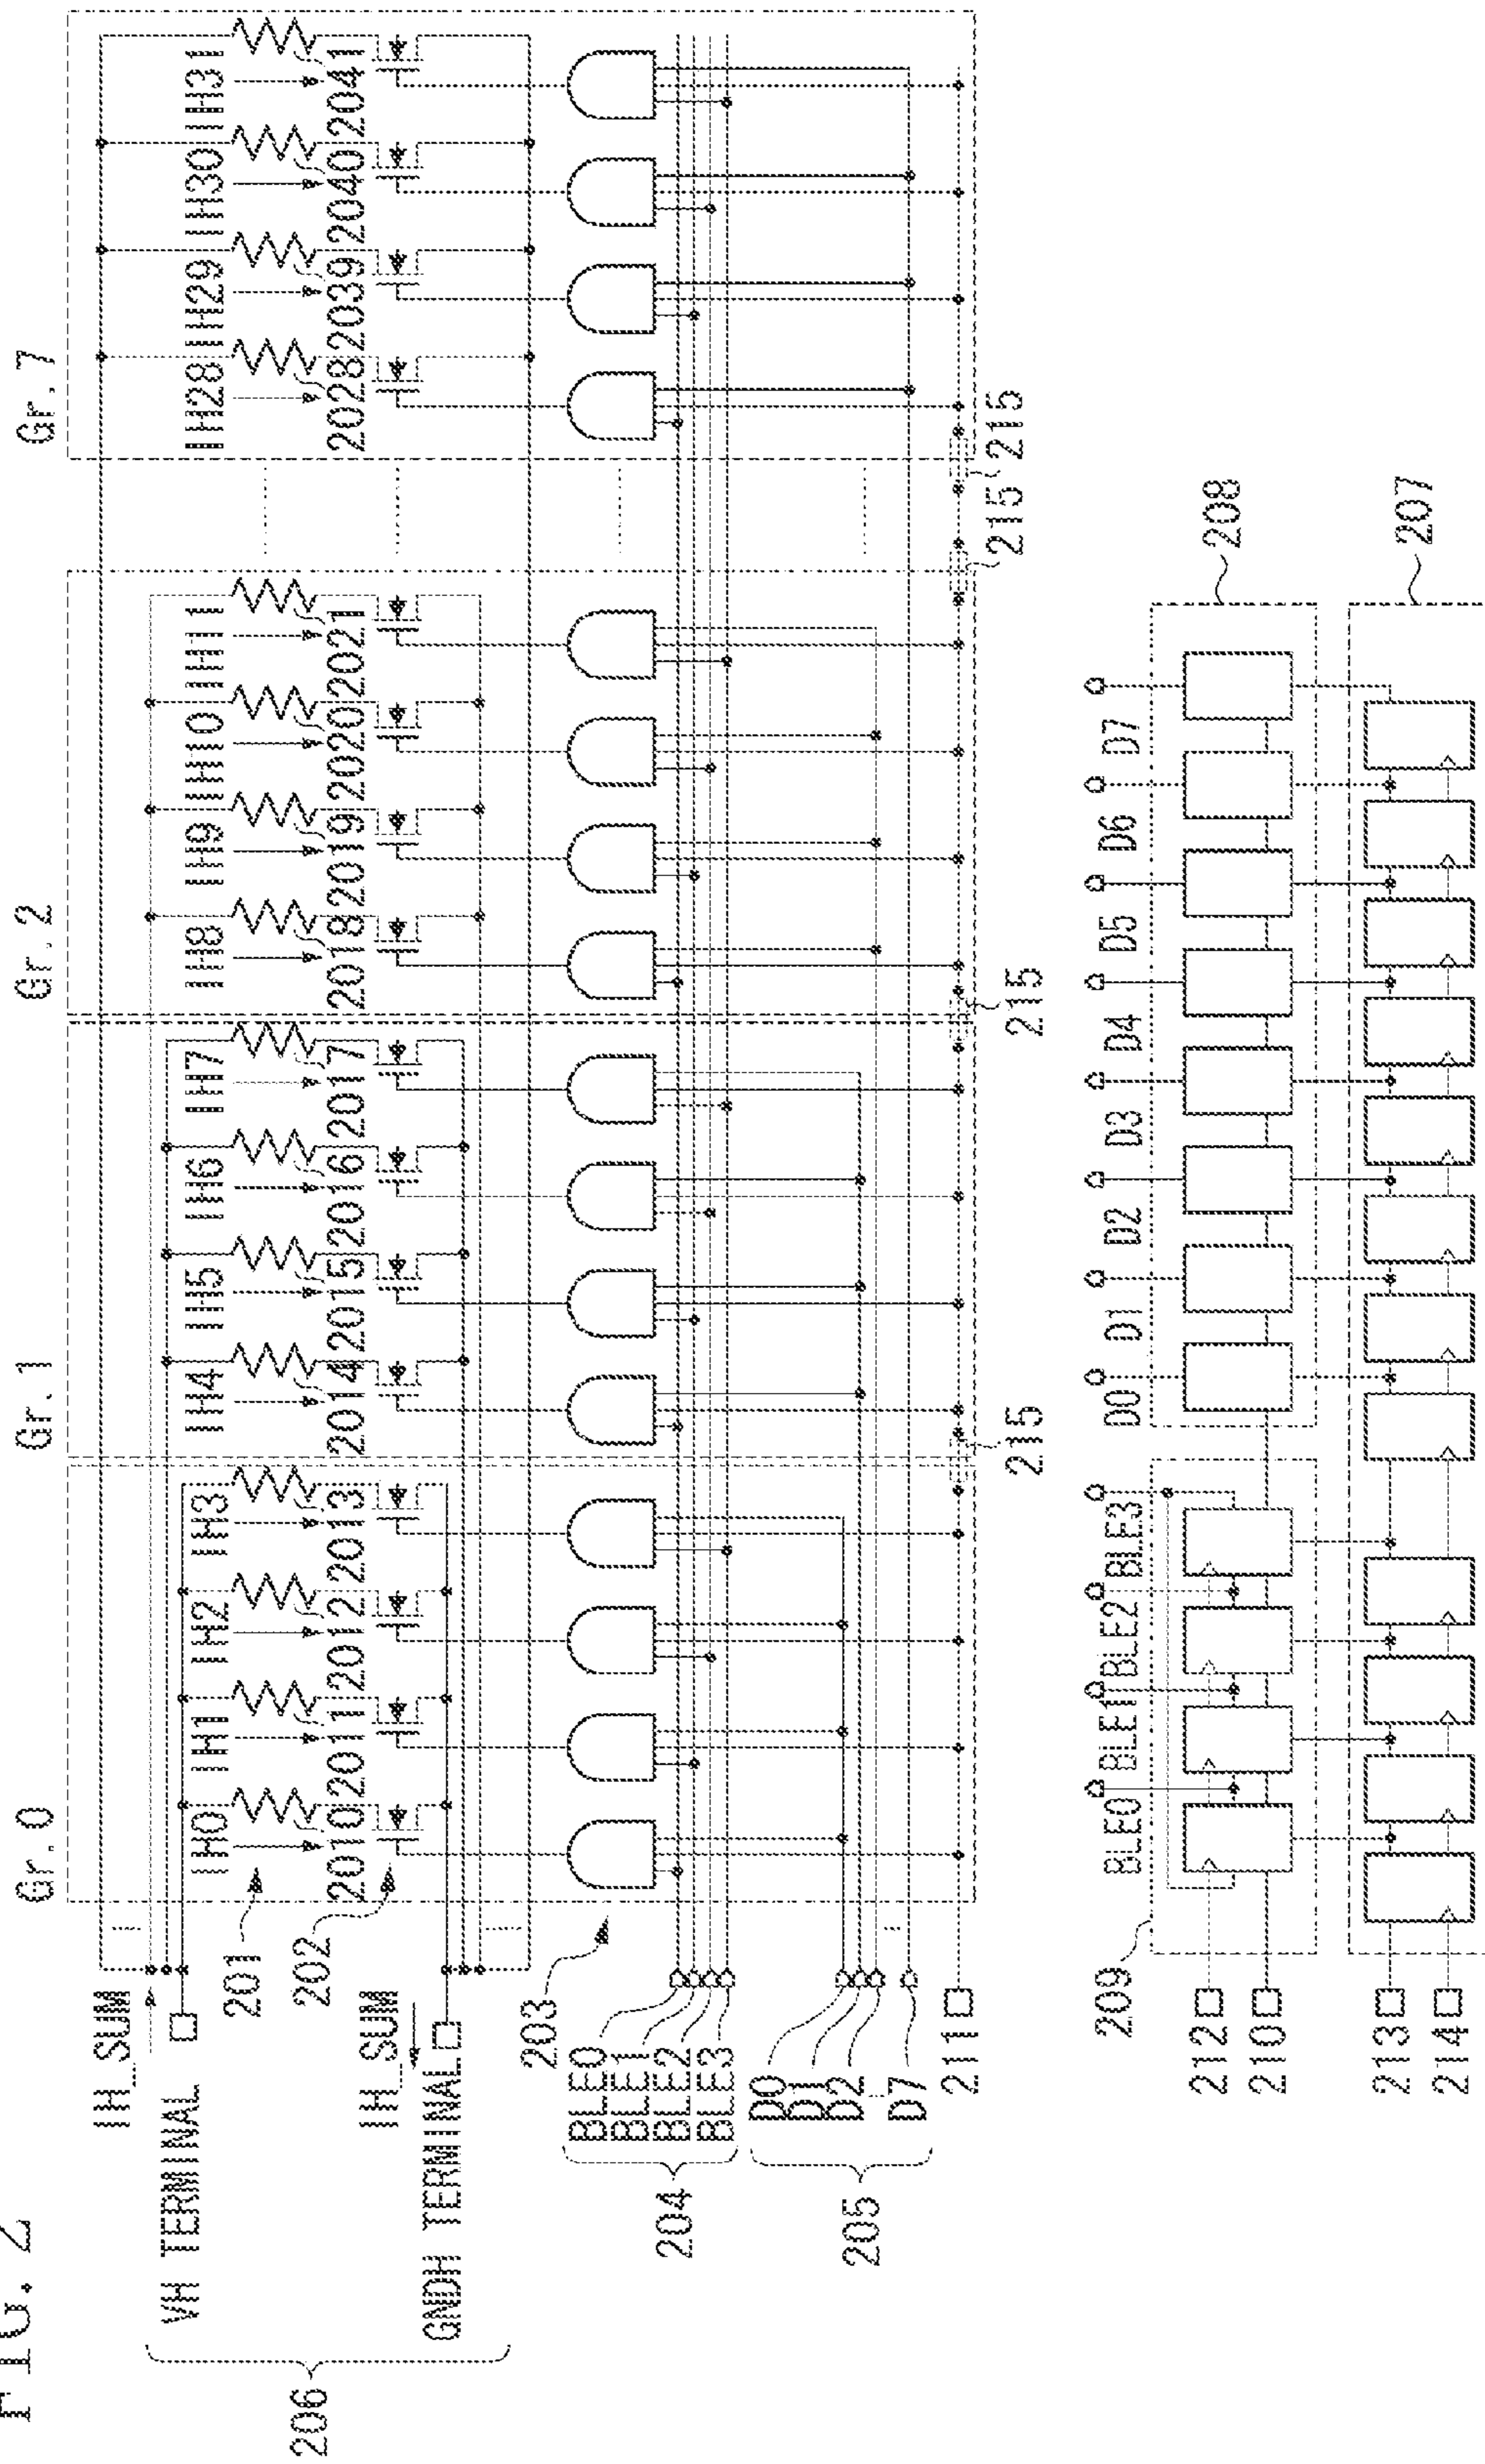 FIG. 2
Gr. 0
Gr. 1
Gr. 2
Gr. 7
IH_SUM
VH TERMINAL
IH0 IH1 IH2 IH3
IH4 IH5 IH6 IH7
IH8 IH9 IH10 IH11
IH28 IH29 IH30 IH31
201
2010 2011 2012 2013
2014 2015 2016 2017
2018 2019 2020 2021
2028 2039 2040 2041
202
206
IH_SUM
GNDH TERMINAL
203
204
BLE0
BLE1
BLE2
BLE3
205
D0
D1
D2
D7
211
215
215
215
215
BLE0 BLE1 BLE2 BLE3
D0 D1 D2 D3 D4 D5 D6 D7
209
208
212
210
213
214
207